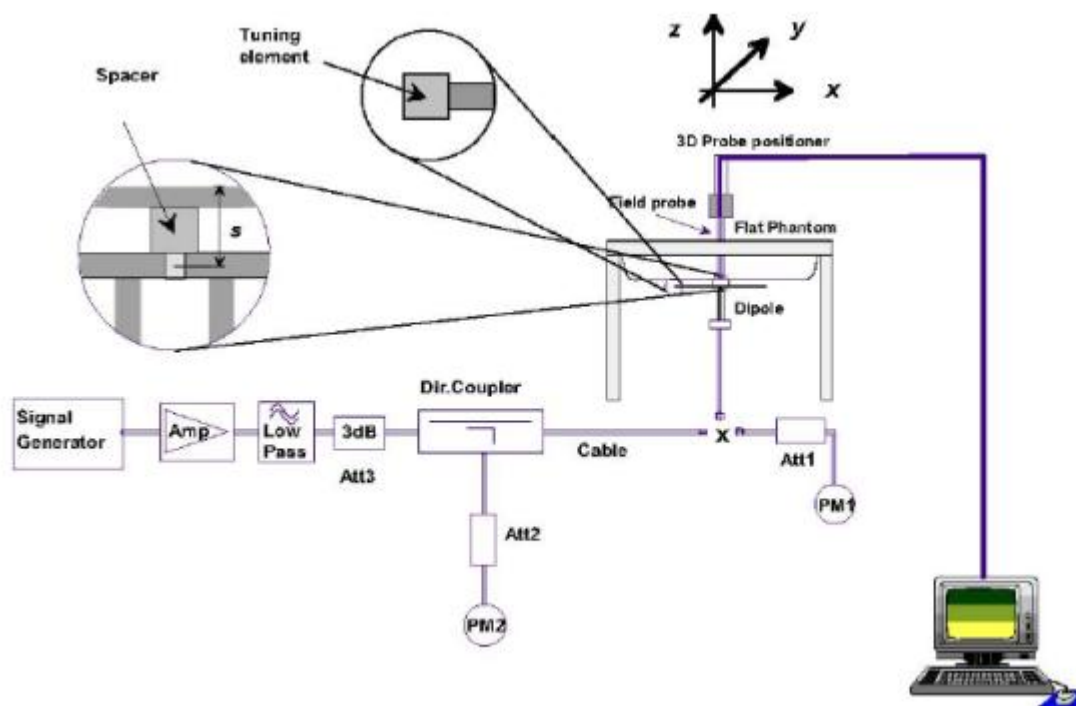 Tuning
element
z
y
x
Spacer
3D Probe positioner
Field probe
Flat Phantom
s
Dipole
Dir.Coupler
Signal
Generator
Amp
Low
Pass
3dB
Att3
Cable
x
Att1
PM1
Att2
PM2